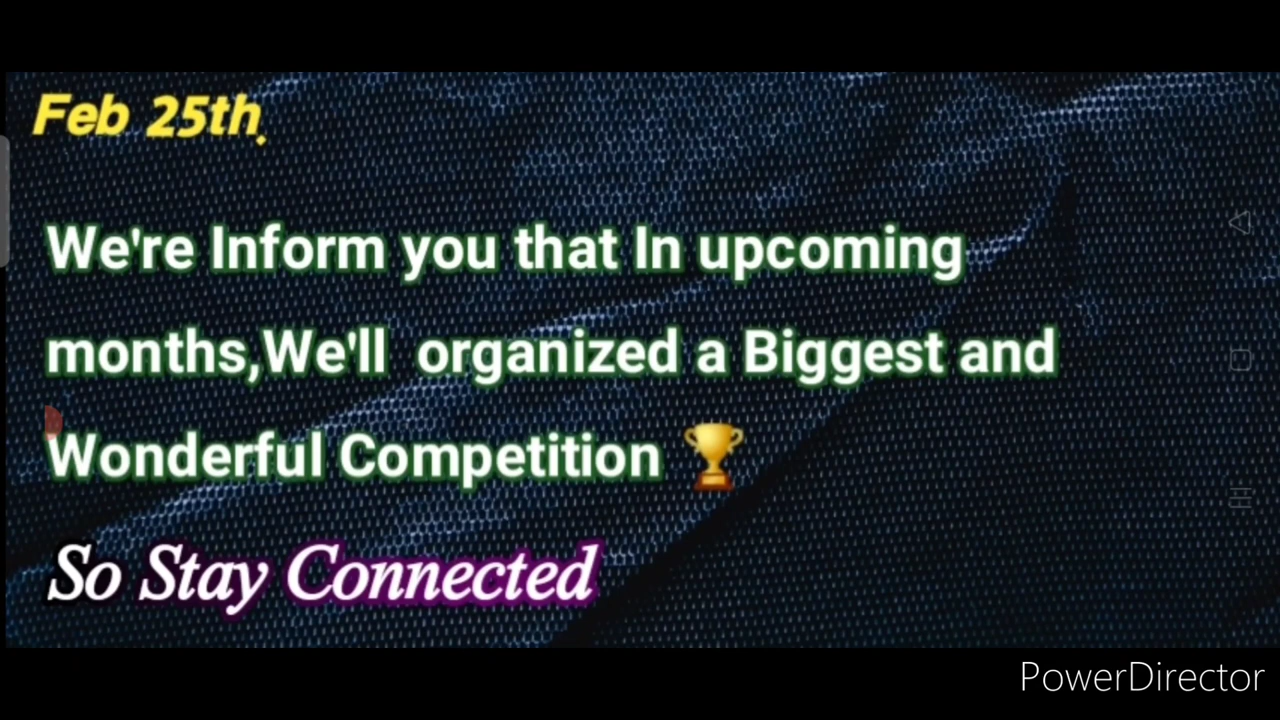 Feb 25th.
We're Inform you that In upcoming
months,We'll organized a Biggest and
Wonderful Competition 🏆
So Stay Connected
PowerDirector